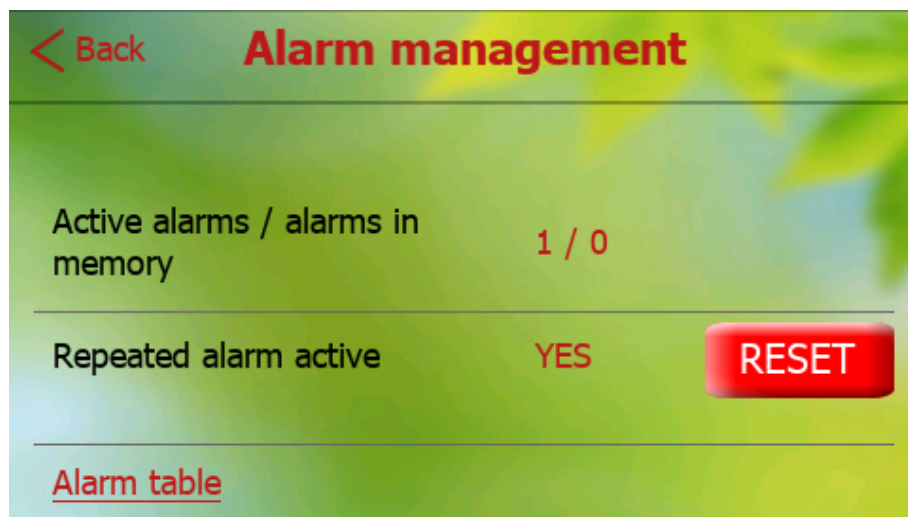 Back
Alarm management
Active alarms / alarms in
memory
1 / 0
Repeated alarm active
YES
RESET
Alarm table